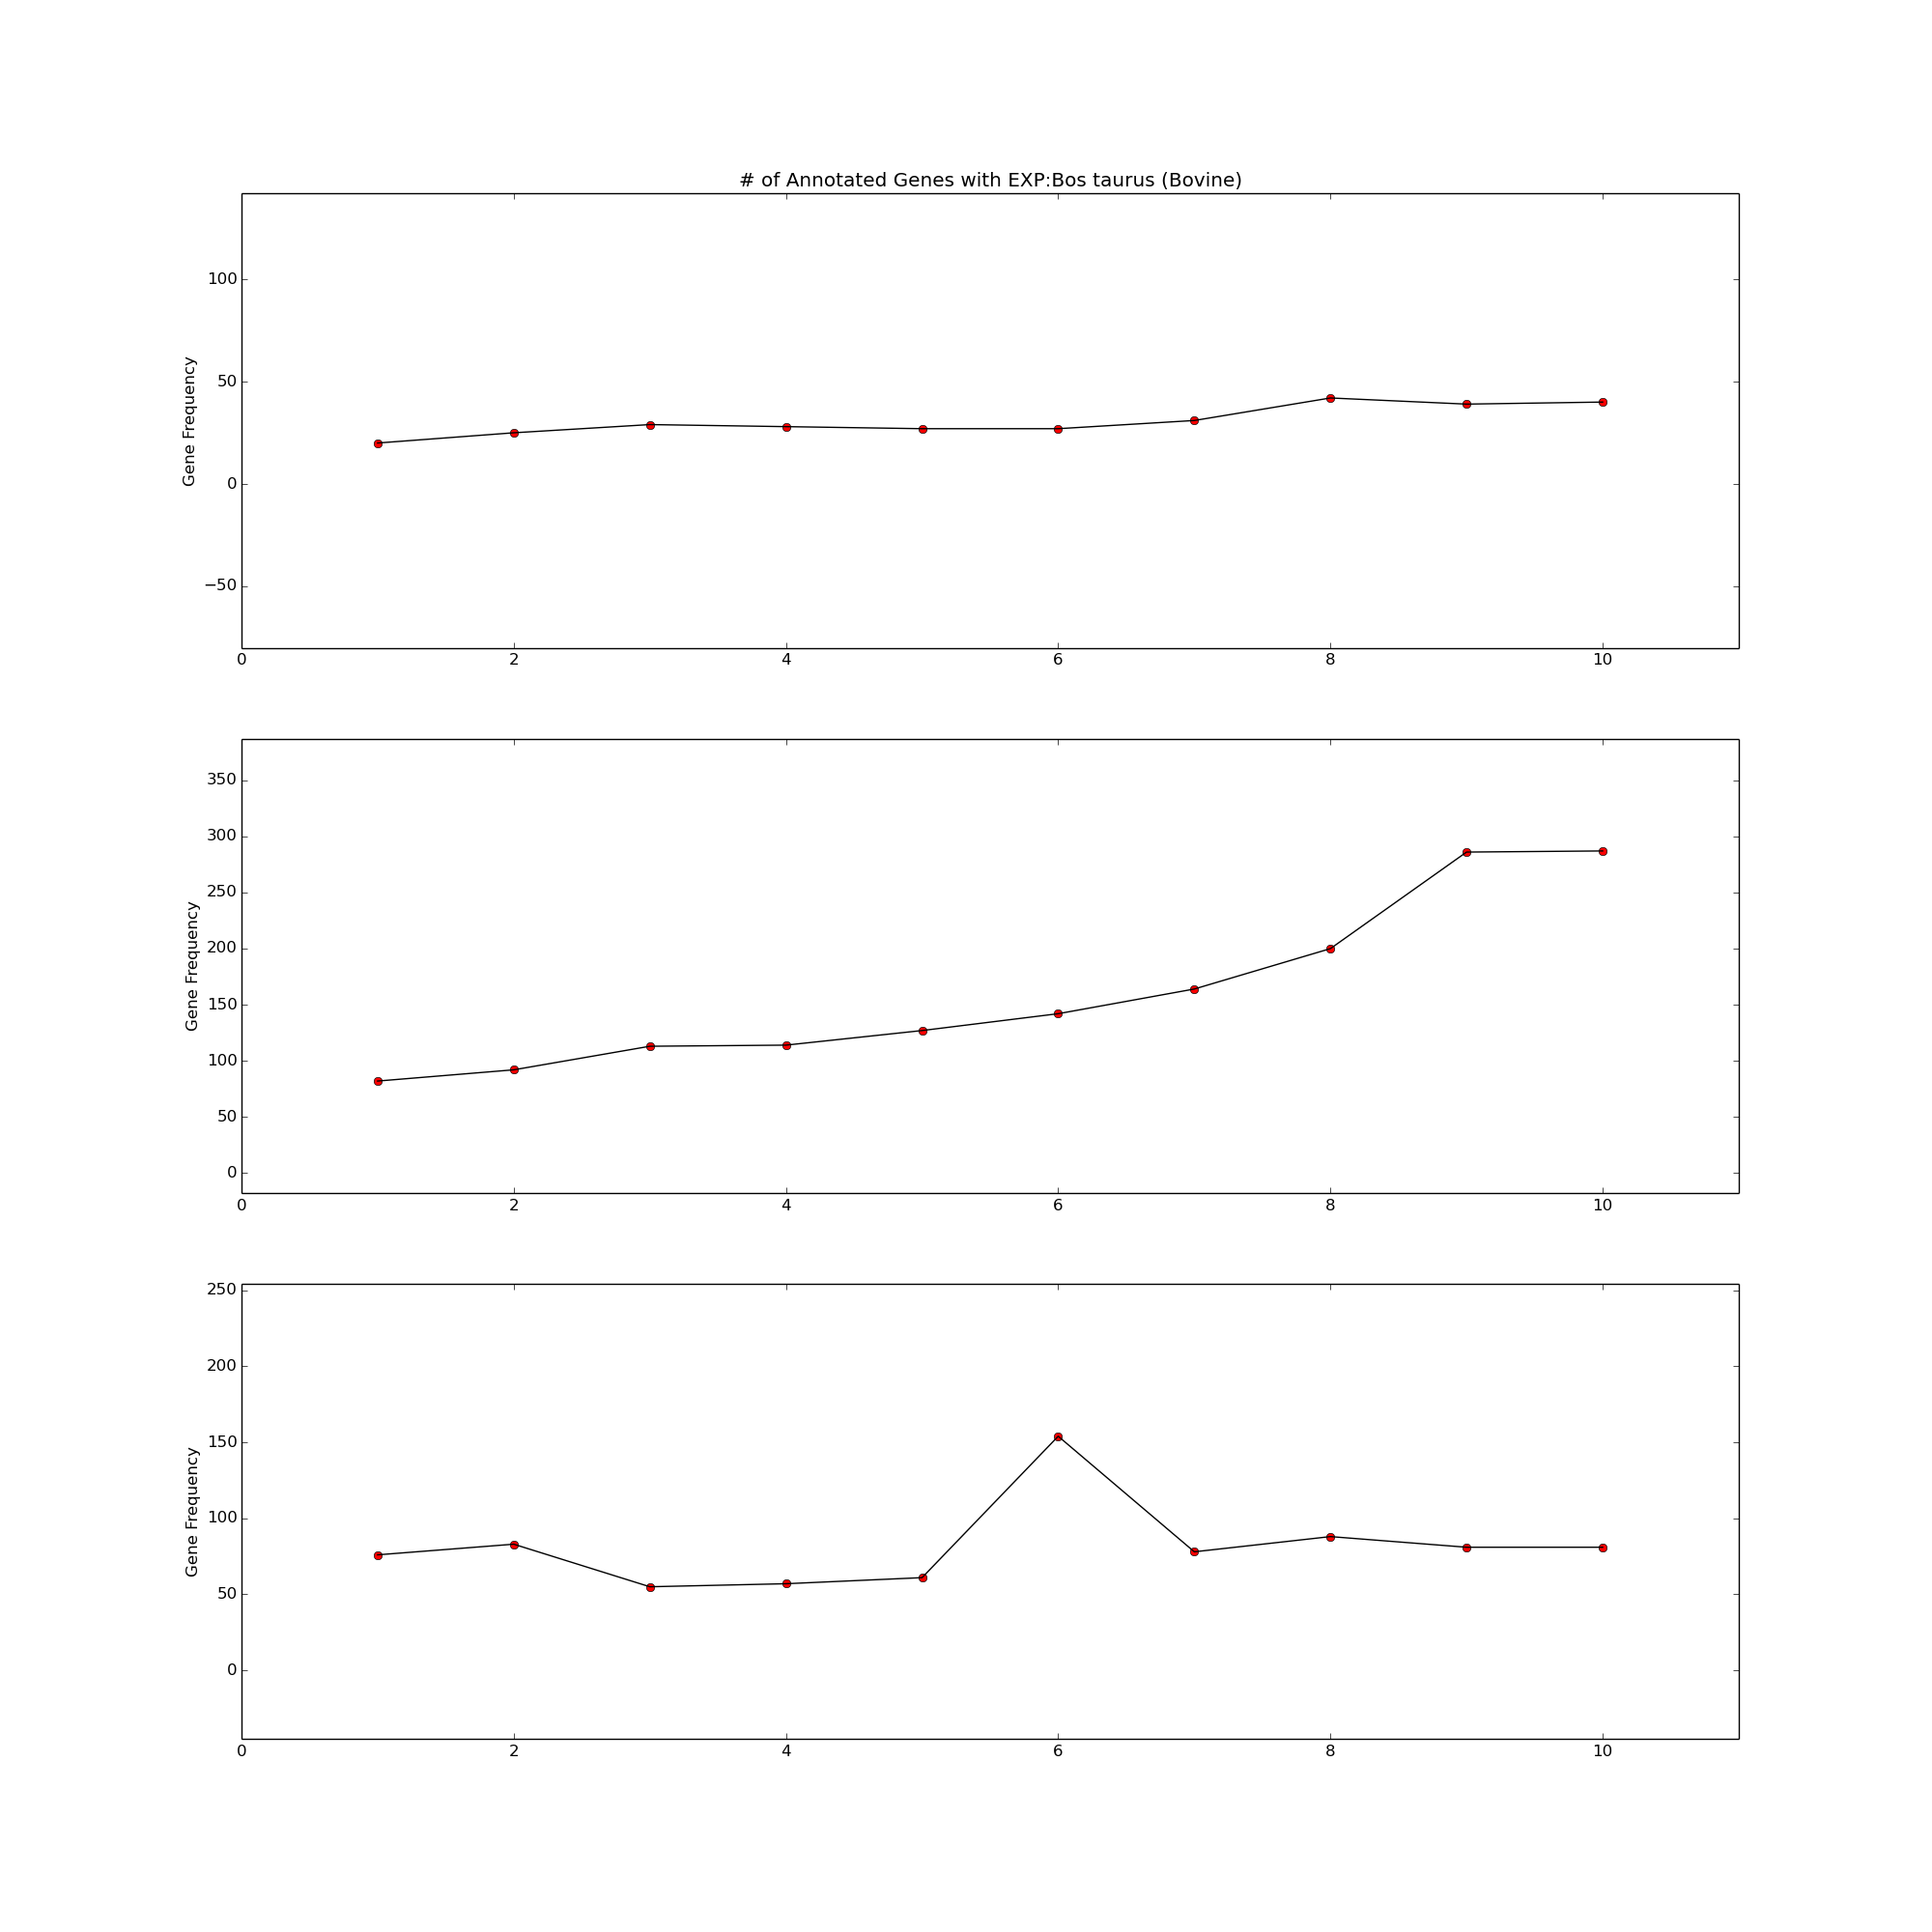 # of Annotated Genes with EXP:Bos taurus (Bovine)
100
50
0
−50
Gene Frequency
0 2 4 6 8 10
350
300
250
200
150
100
50
0
Gene Frequency
0 2 4 6 8 10
250
200
150
100
50
0
Gene Frequency
0 2 4 6 8 10